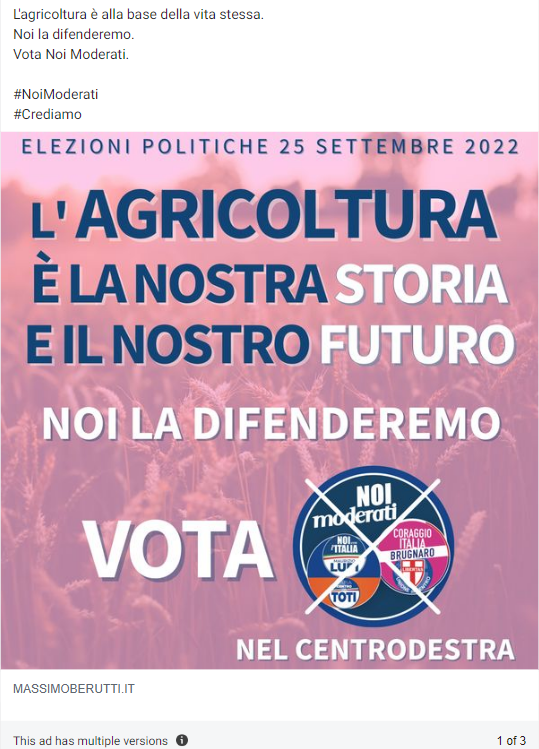 L'agricoltura è alla base della vita stessa.
Noi la difenderemo.
Vota Noi Moderati.
#NoiModerati
#Crediamo
ELEZIONI POLITICHE 25 SETTEMBRE 2022
L'AGRICOLTURA
È LA NOSTRA STORIA
E IL NOSTRO FUTURO
NOI LA DIFENDEREMO
VOTA
NOI
moderati
NOI
l'ITALIA
MAURIZIO
LUPI
TOTI
CORAGGIO
ITALIA
BRUGNARO
LIBERTAS
NEL CENTRODESTRA
MASSIMOBERUTTI.IT
This ad has multiple versions
1 of 3